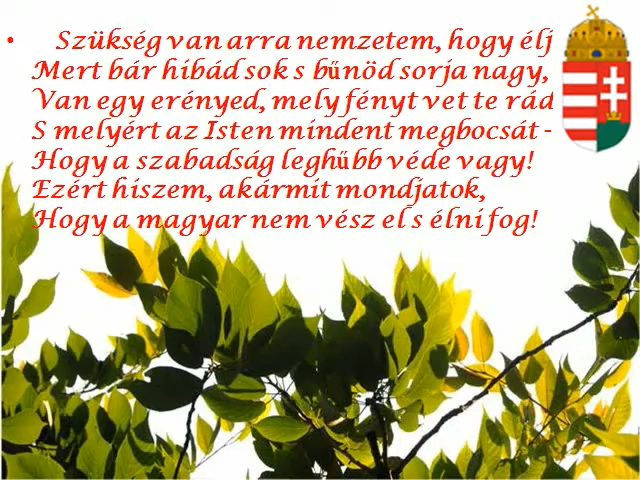 • Szükség van arra nemzetem, hogy élj
Mert bár hibád sok s bűnöd sorja nagy,
Van egy erényed, mely fényt vet te rád
S melyért az Isten mindent megbocsát -
Hogy a szabadság leghűbb véde vagy!
Ezért hiszem, akármit mondjatok,
Hogy a magyar nem vész el s élni fog!